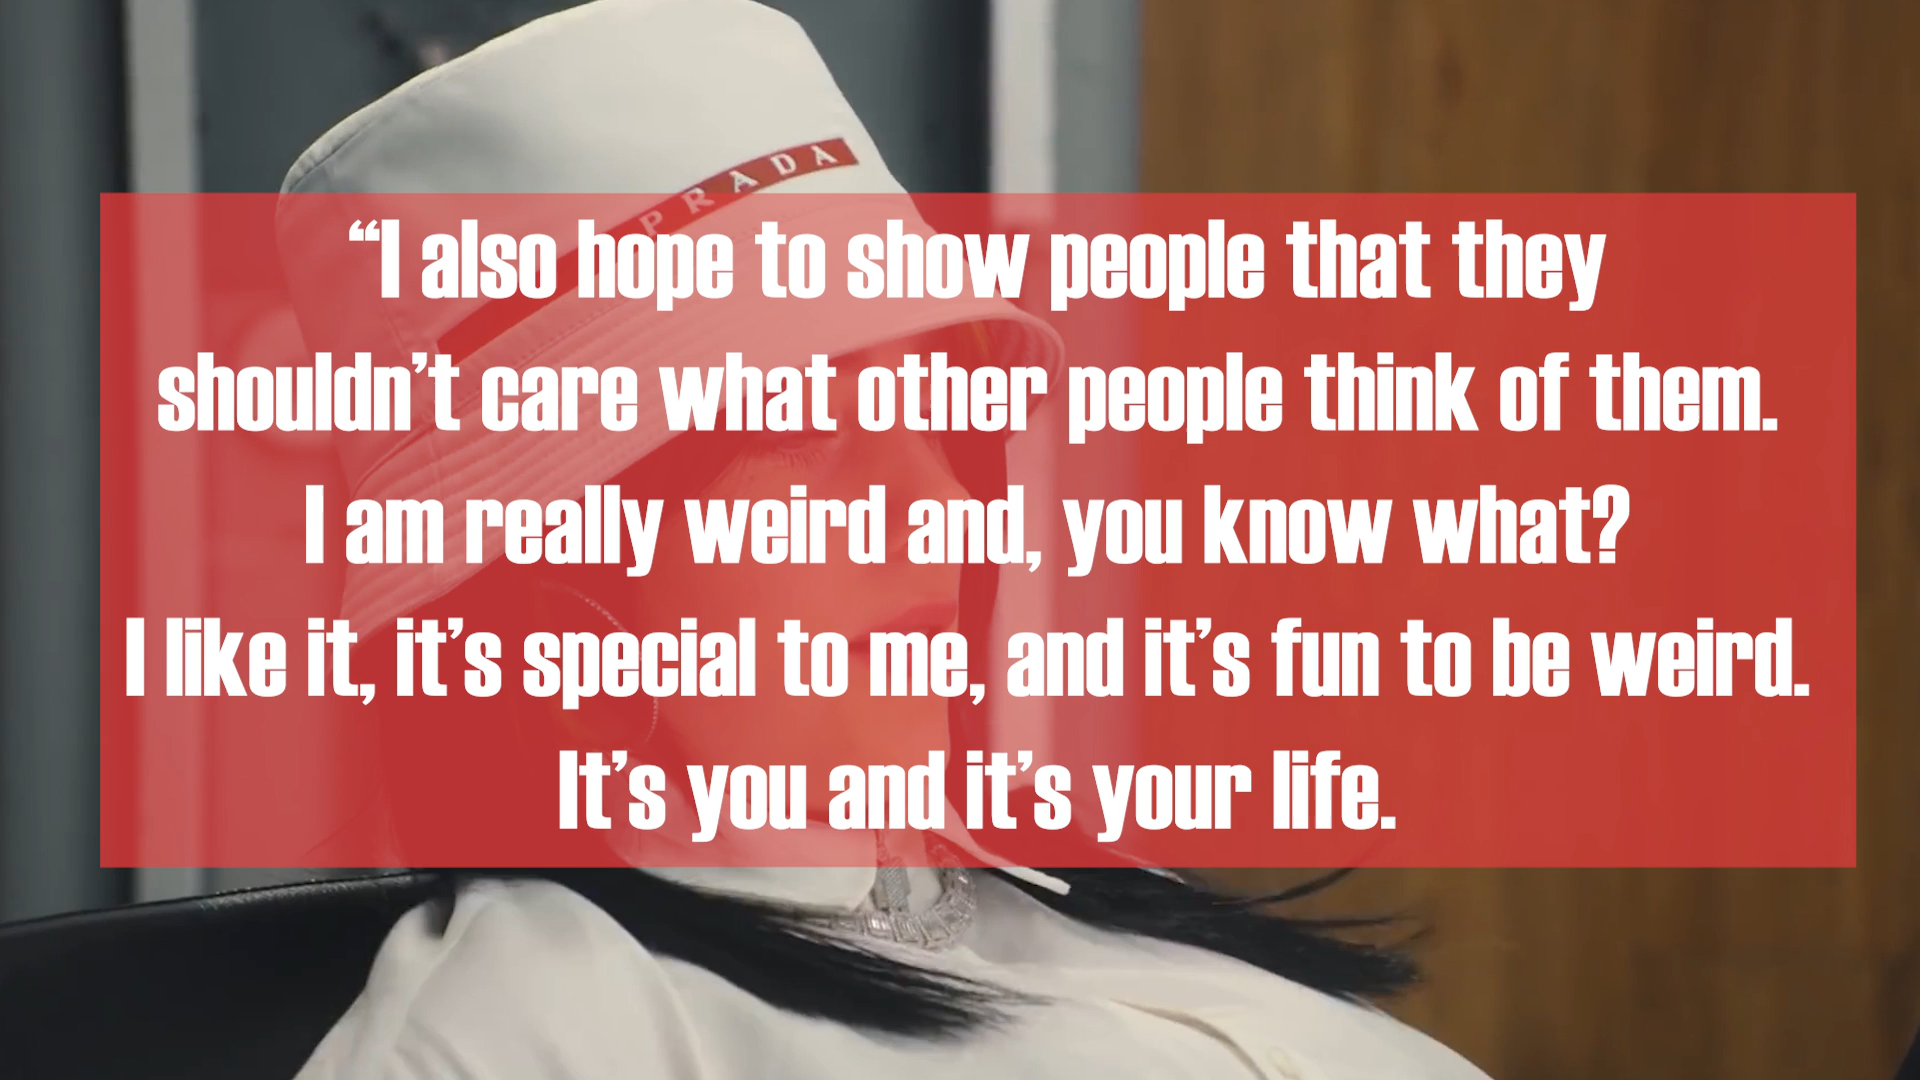 PRADA
“I also hope to show people that they
shouldn’t care what other people think of them.
I am really weird and, you know what?
I like it, it’s special to me, and it’s fun to be weird.
It’s you and it’s your life.